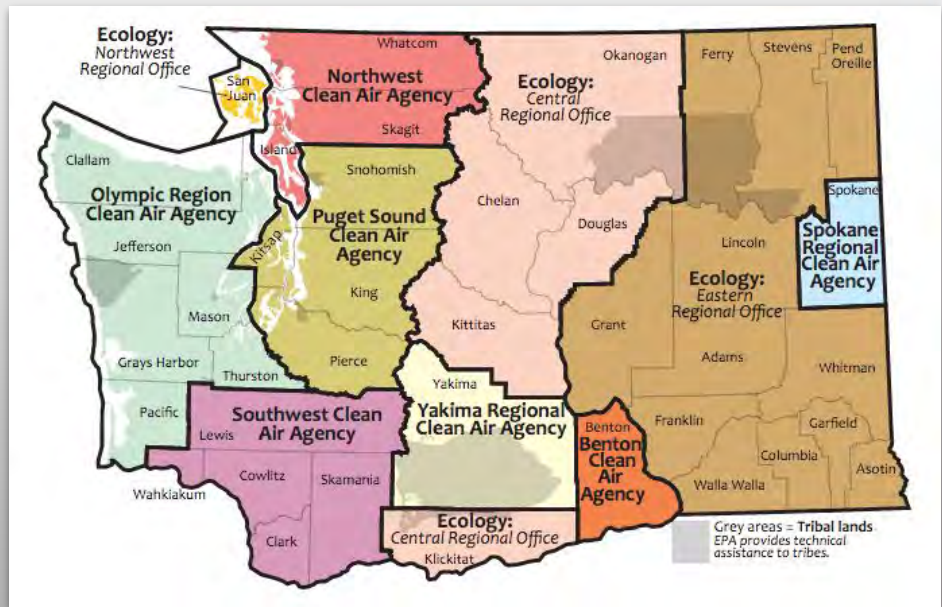 Ecology:
Northwest
Regional Office
San
Juan
Whatcom
Northwest
Clean Air Agency
Skagit
Island
Okanogan
Ecology:
Central
Regional Office
Chelan
Douglas
Kittitas
Ferry
Stevens
Pend
Oreille
Clallam
Olympic Region
Clean Air Agency
Jefferson
Mason
Grays Harbor
Thurston
Pacific
Snohomish
Puget Sound
Clean Air
Agency
Kitsap
King
Pierce
Spokane
Spokane
Regional
Clean Air
Agency
Lincoln
Ecology:
Eastern
Regional Office
Grant
Adams
Whitman
Franklin
Garfield
Columbia
Asotin
Walla Walla
Southwest Clean
Air Agency
Lewis
Cowlitz
Skamania
Wahkiakum
Clark
Yakima
Yakima Regional
Clean Air Agency
Benton
Benton
Clean
Air
Agency
Ecology:
Central Regional Office
Klickitat
Grey areas = Tribal lands
EPA provides technical
assistance to tribes.